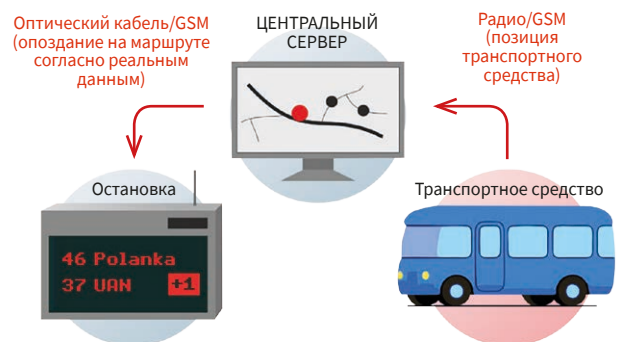 Оптический кабель/GSM
(опоздание на маршруте
согласно реальным
данным)
ЦЕНТРАЛЬНЫЙ
СЕРВЕР
Радио/GSM
(позиция
транспортного
средства)
Остановка
46 Polanka
37 UAN +1
Транспортное средство